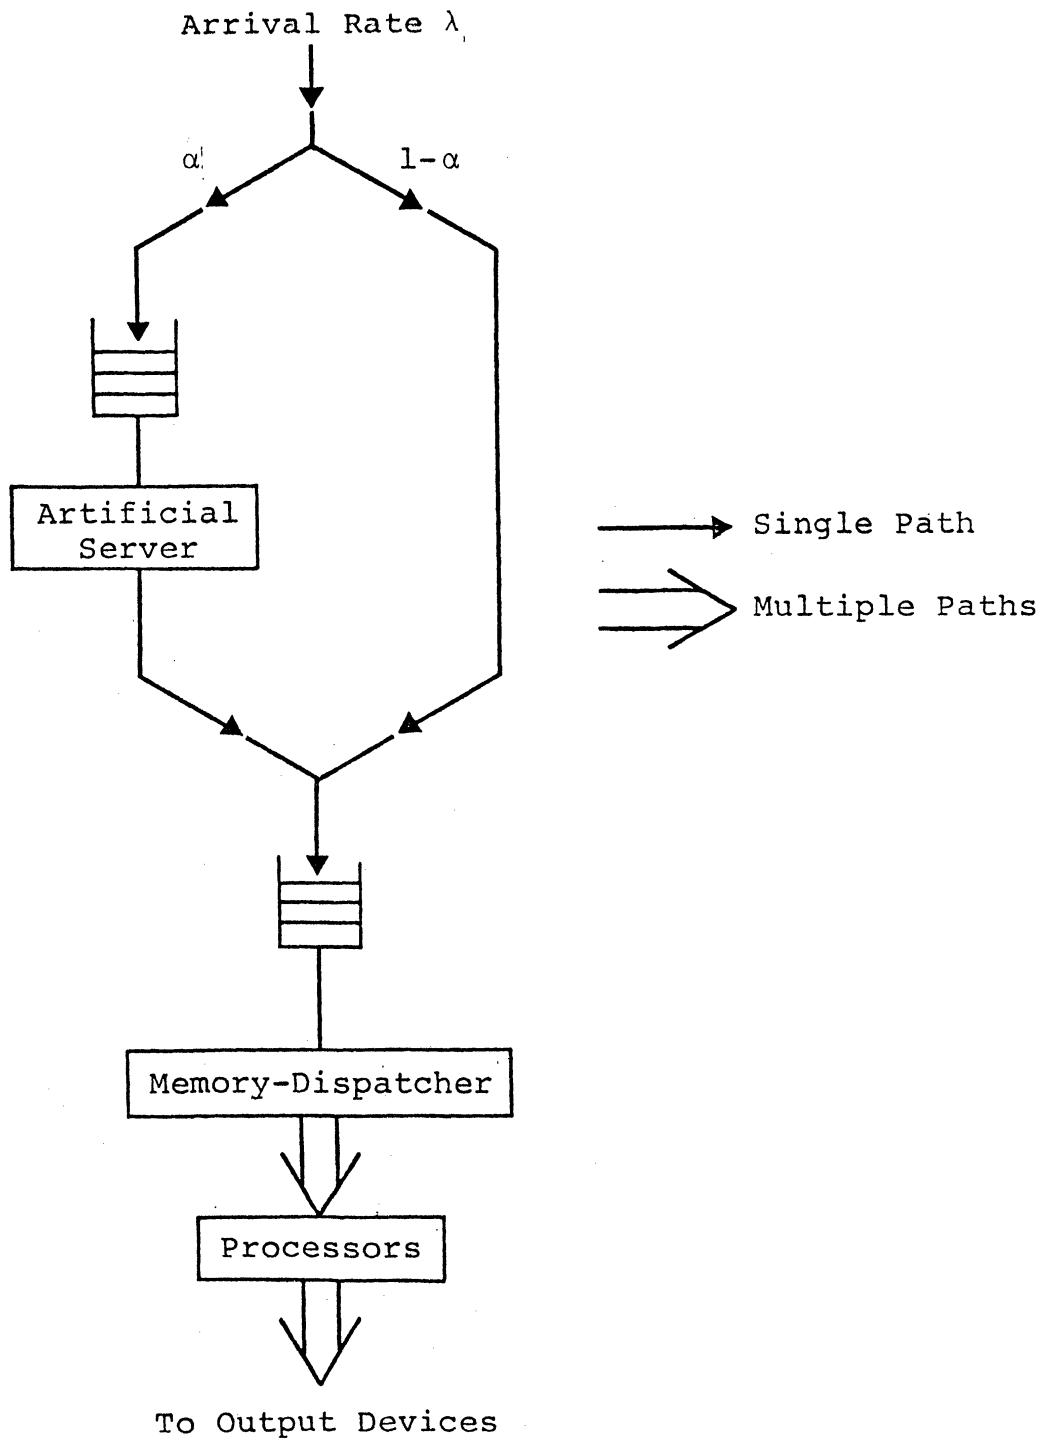 Arrival Rate λ
α
1-α
Artificial
Server
Single Path
Multiple Paths
Memory-Dispatcher
Processors
To Output Devices